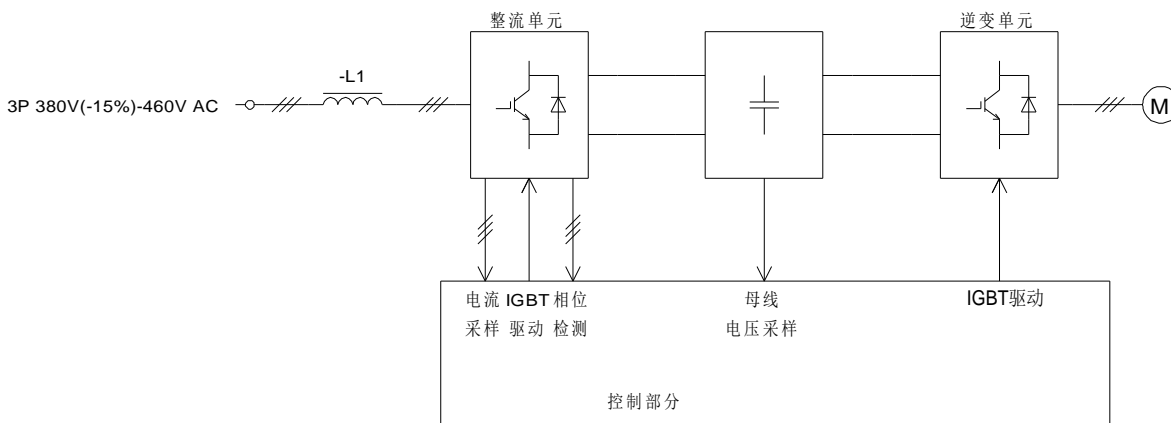 整流单元
逆变单元
-L1
3P 380V(-15%)-460V AC
M
电流 IGBT 相位
采样 驱动 检测
母线
电压采样
IGBT驱动
控制部分